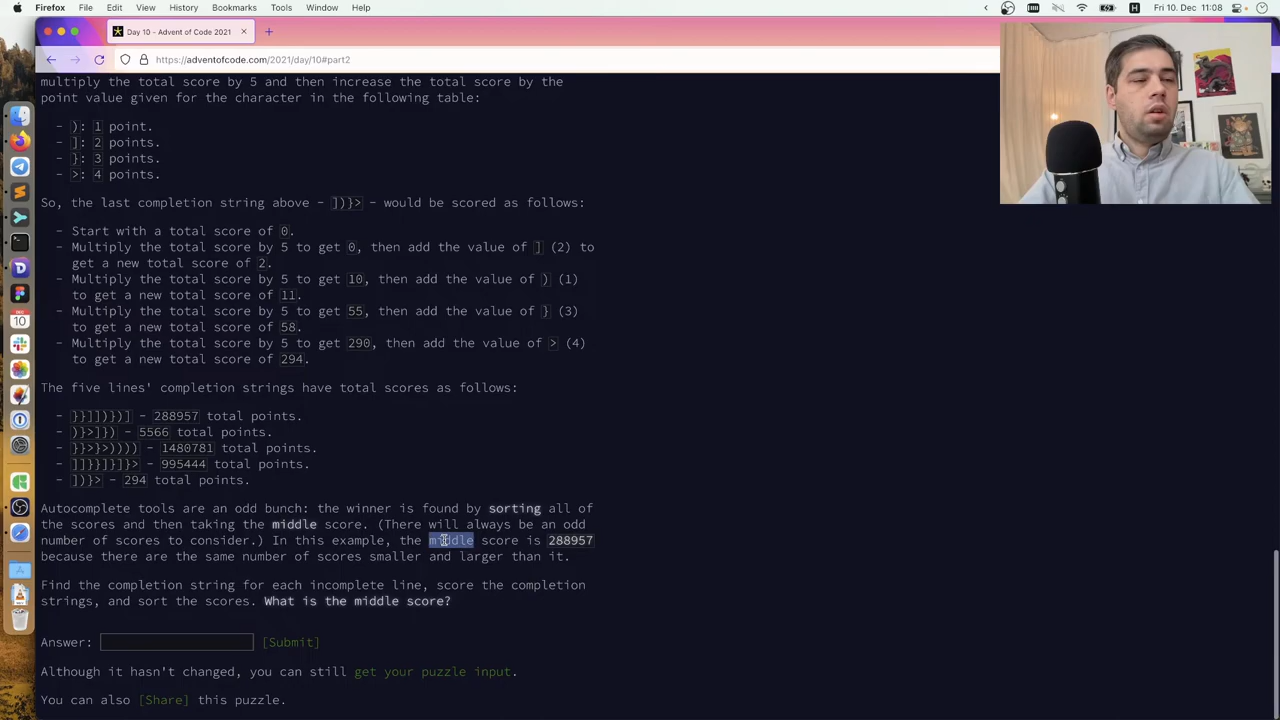 Firefox File Edit View History Bookmarks Tools Window Help
Fri 10. Dec 11:08
Day 10 - Advent of Code 2021
https://adventofcode.com/2021/day/10#part2
multiply the total score by 5 and then increase the total score by the
point value given for the character in the following table:
- ): 1 point.
- ]: 2 points.
- }: 3 points.
- >: 4 points.
So, the last completion string above - ])}> - would be scored as follows:
- Start with a total score of 0.
- Multiply the total score by 5 to get 0, then add the value of ] (2) to
get a new total score of 2.
- Multiply the total score by 5 to get 10, then add the value of ) (1)
to get a new total score of 11.
- Multiply the total score by 5 to get 55, then add the value of } (3)
to get a new total score of 58.
- Multiply the total score by 5 to get 290, then add the value of > (4)
to get a new total score of 294.
The five lines' completion strings have total scores as follows:
- }}]])})] - 288957 total points.
- )}>]}) - 5566 total points.
- }}>}>)))) - 1480781 total points.
- ]]}}]}]}> - 995444 total points.
- ])}> - 294 total points.
Autocomplete tools are an odd bunch: the winner is found by sorting all of
the scores and then taking the middle score. (There will always be an odd
number of scores to consider.) In this example, the middle score is 288957
because there are the same number of scores smaller and larger than it.
Find the completion string for each incomplete line, score the completion
strings, and sort the scores. What is the middle score?
Answer: [Submit]
Although it hasn't changed, you can still get your puzzle input.
You can also [Share] this puzzle.
DEC
10